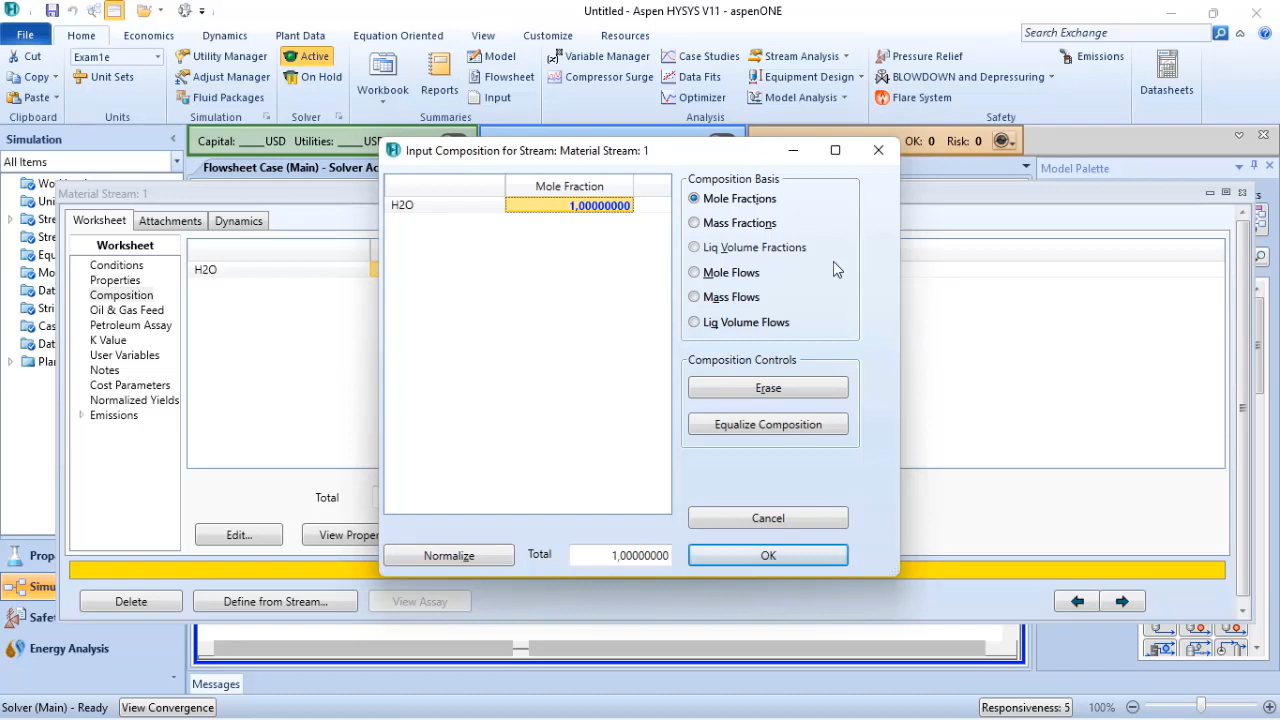 Untitled - Aspen HYSYS V11 - aspenONE
File Home Economics Dynamics Plant Data Equation Oriented View Customize Resources
Search Exchange
Cut
Copy
Paste
Clipboard
Exam1e
Unit Sets
Units
Utility Manager
Adjust Manager
Fluid Packages
Simulation
Active
On Hold
Solver
Workbook
Reports
Model
Flowsheet
Input
Summaries
Variable Manager
Compressor Surge
Case Studies
Data Fits
Optimizer
Stream Analysis
Equipment Design
Model Analysis
Analysis
Pressure Relief
BLOWDOWN and Depressuring
Flare System
Emissions
Safety
Datasheets
Simulation
All Items
Capital: ____USD Utilities: ____USD
OK: 0 Risk: 0
Flowsheet Case (Main) - Solver Ac
Model Palette
Material Stream: 1
Worksheet Attachments Dynamics
Worksheet
Conditions
Properties
Composition
Oil & Gas Feed
Petroleum Assay
K Value
User Variables
Notes
Cost Parameters
Normalized Yields
Emissions
H2O
Total
Edit...
View Proper
Delete
Define from Stream...
View Assay
Input Composition for Stream: Material Stream: 1
Mole Fraction
H2O 1,00000000
Composition Basis
Mole Fractions
Mass Fractions
Liq Volume Fractions
Mole Flows
Mass Flows
Liq Volume Flows
Composition Controls
Erase
Equalize Composition
Cancel
Normalize
Total 1,00000000
OK
Prop
Simu
Safe
Energy Analysis
Messages
Solver (Main) - Ready
View Convergence
Responsiveness: 5
100%